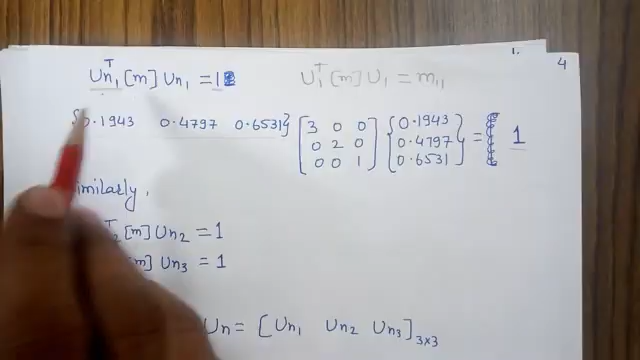 1. 4
Un₁ᵀ [m] Un₁ = 1 U₁ᵀ [m] U₁ = m₁₁
{0.1943 0.4797 0.6531} [3 0 0 {0.1943 = 1
0 2 0 0.4797
0 0 1] 0.6531}
imilarly,
ᵀ₂ [m] Un₂ = 1
m] Un₃ = 1
Un = [Un₁ Un₂ Un₃]₃ₓ₃